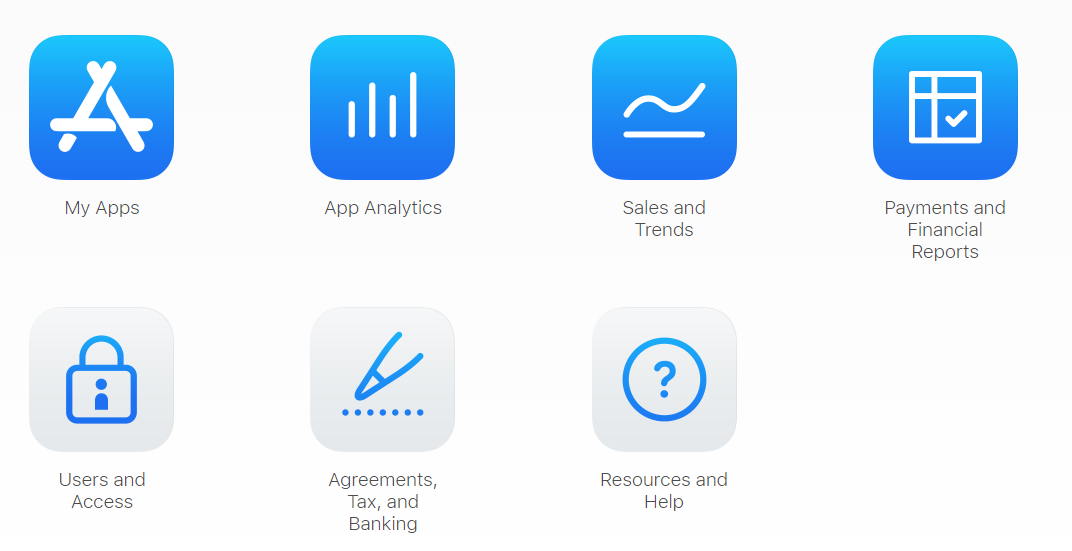 My Apps
App Analytics
Sales and
Trends
Payments and
Financial
Reports
Users and
Access
Agreements,
Tax, and
Banking
?
Resources and
Help